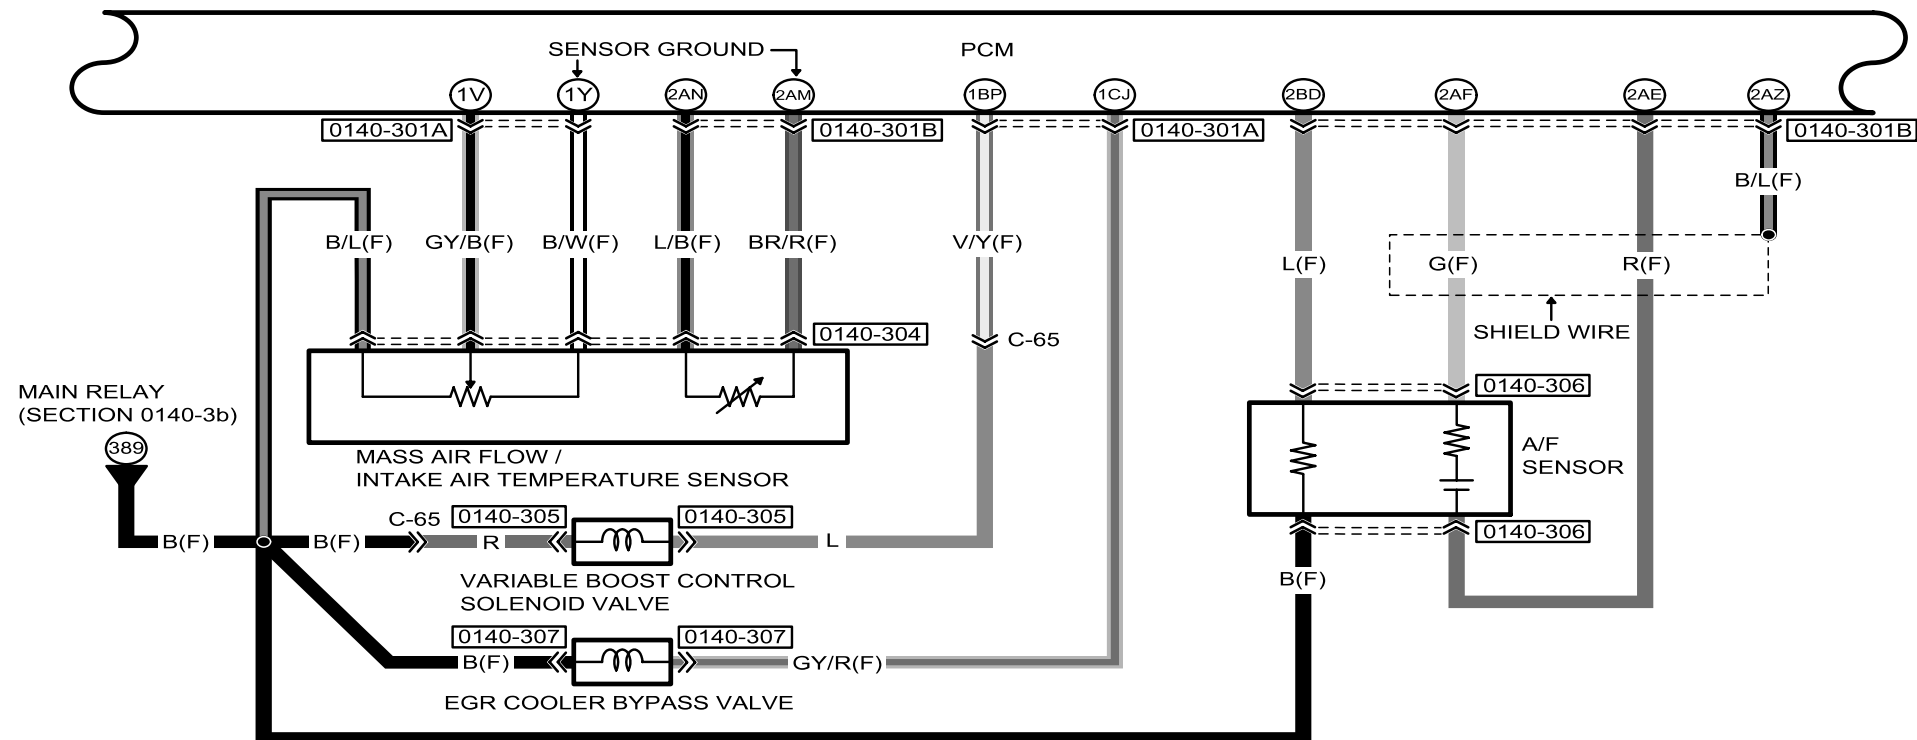 SENSOR GROUND
PCM
1V
1Y
2AN
2AM
1BP
1CJ
2BD
2AF
2AE
2AZ
0140-301A
0140-301B
0140-301A
0140-301B
B/L(F)
B/L(F)
GY/B(F)
B/W(F)
L/B(F)
BR/R(F)
V/Y(F)
L(F)
G(F)
R(F)
SHIELD WIRE
0140-304
C-65
MAIN RELAY
(SECTION 0140-3b)
389
0140-306
A/F
SENSOR
MASS AIR FLOW /
INTAKE AIR TEMPERATURE SENSOR
C-65
0140-305
0140-305
0140-306
B(F)
B(F)
R
L
VARIABLE BOOST CONTROL
SOLENOID VALVE
B(F)
0140-307
0140-307
B(F)
GY/R(F)
EGR COOLER BYPASS VALVE